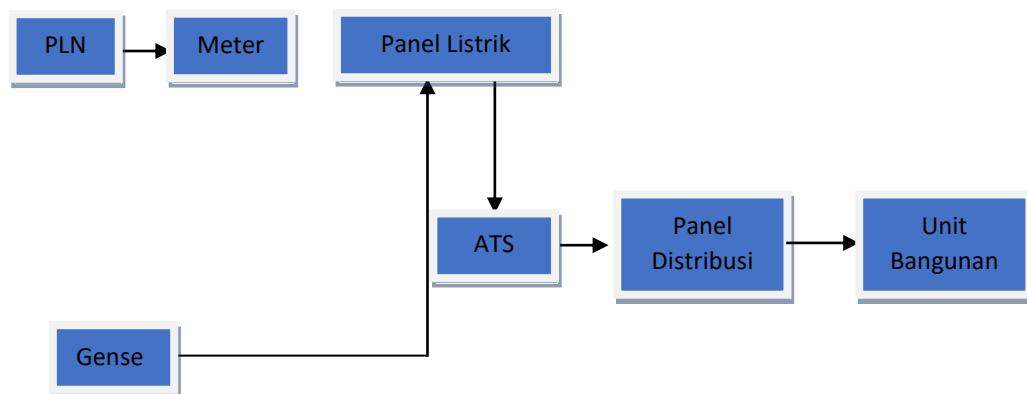 PLN
Meter
Panel Listrik
ATS
Panel
Distribusi
Unit
Bangunan
Gense